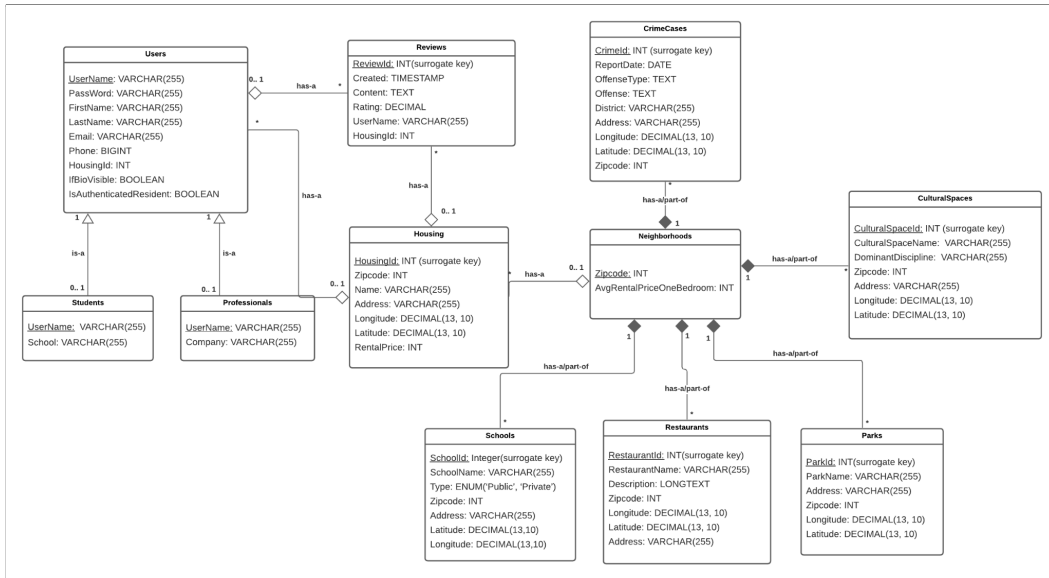 Users
UserName: VARCHAR(255)
PassWord: VARCHAR(255)
FirstName: VARCHAR(255)
LastName: VARCHAR(255)
Email: VARCHAR(255)
Phone: BIGINT
HousingId: INT
IfBioVisible: BOOLEAN
IsAuthenticatedResident: BOOLEAN
0.. 1
has-a
*
Reviews
ReviewId: INT(surrogate key)
Created: TIMESTAMP
Content: TEXT
Rating: DECIMAL
UserName: VARCHAR(255)
HousingId: INT
*
has-a
0.. 1
*
has-a
0.. 1
1
is-a
0.. 1
1
is-a
0.. 1
Students
UserName: VARCHAR(255)
School: VARCHAR(255)
Professionals
UserName: VARCHAR(255)
Company: VARCHAR(255)
Housing
HousingId: INT (surrogate key)
Zipcode: INT
Name: VARCHAR(255)
Address: VARCHAR(255)
Longitude: DECIMAL(13, 10)
Latitude: DECIMAL(13, 10)
RentalPrice: INT
*
has-a
0.. 1
CrimeCases
CrimeId: INT (surrogate key)
ReportDate: DATE
OffenseType: TEXT
Offense: TEXT
District: VARCHAR(255)
Address: VARCHAR(255)
Longitude: DECIMAL(13, 10)
Latitude: DECIMAL(13, 10)
Zipcode: INT
*
has-a/part-of
1
Neighborhoods
Zipcode: INT
AvgRentalPriceOneBedroom: INT
1
has-a/part-of
*
CulturalSpaces
CulturalSpaceId: INT (surrogate key)
CulturalSpaceName: VARCHAR(255)
DominantDiscipline: VARCHAR(255)
Zipcode: INT
Longitude: DECIMAL(13, 10)
Latitude: DECIMAL(13, 10)
1
has-a/part-of
*
1
has-a/part-of
*
1
has-a/part-of
*
Schools
SchoolId: Integer(surrogate key)
SchoolName: VARCHAR(255)
Type: ENUM('Public', 'Private')
Zipcode: INT
Address: VARCHAR(255)
Latitude: DECIMAL(13,10)
Longitude: DECIMAL(13,10)
Restaurants
RestaurantId: INT(surrogate key)
RestaurantName: VARCHAR(255)
Description: LONGTEXT
Zipcode: INT
Longitude: DECIMAL(13, 10)
Latitude: DECIMAL(13, 10)
Address: VARCHAR(255)
Parks
ParkId: INT(surrogate key)
ParkName: VARCHAR(255)
Address: VARCHAR(255)
Zipcode: INT
Longitude: DECIMAL(13, 10)
Latitude: DECIMAL(13, 10)